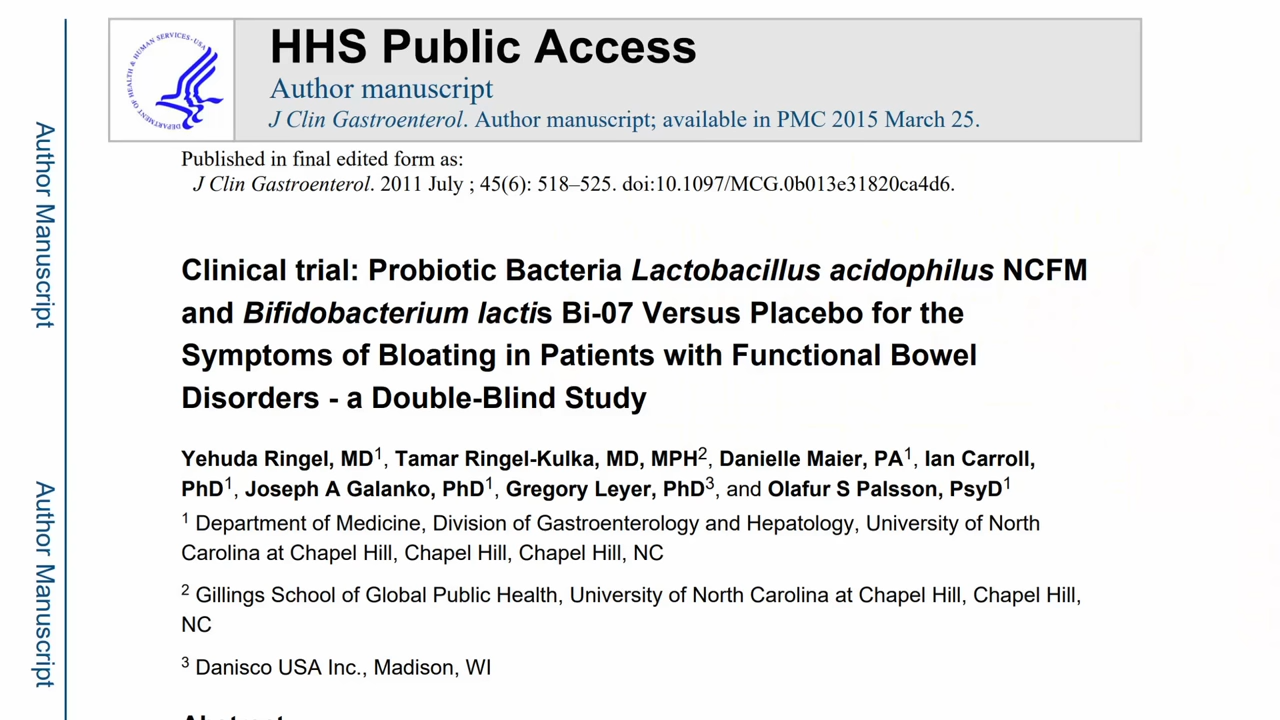 HHS Public Access
Author manuscript
J Clin Gastroenterol. Author manuscript; available in PMC 2015 March 25.
DEPARTMENT OF HEALTH & HUMAN SERVICES·USA
Published in final edited form as:
J Clin Gastroenterol. 2011 July ; 45(6): 518–525. doi:10.1097/MCG.0b013e31820ca4d6.
Clinical trial: Probiotic Bacteria Lactobacillus acidophilus NCFM
and Bifidobacterium lactis Bi-07 Versus Placebo for the
Symptoms of Bloating in Patients with Functional Bowel
Disorders - a Double-Blind Study
Yehuda Ringel, MD1, Tamar Ringel-Kulka, MD, MPH2, Danielle Maier, PA1, Ian Carroll,
PhD1, Joseph A Galanko, PhD1, Gregory Leyer, PhD3, and Olafur S Palsson, PsyD1
1 Department of Medicine, Division of Gastroenterology and Hepatology, University of North
Carolina at Chapel Hill, Chapel Hill, Chapel Hill, NC
2 Gillings School of Global Public Health, University of North Carolina at Chapel Hill, Chapel Hill,
NC
3 Danisco USA Inc., Madison, WI
Author Manuscript
Author Manuscript